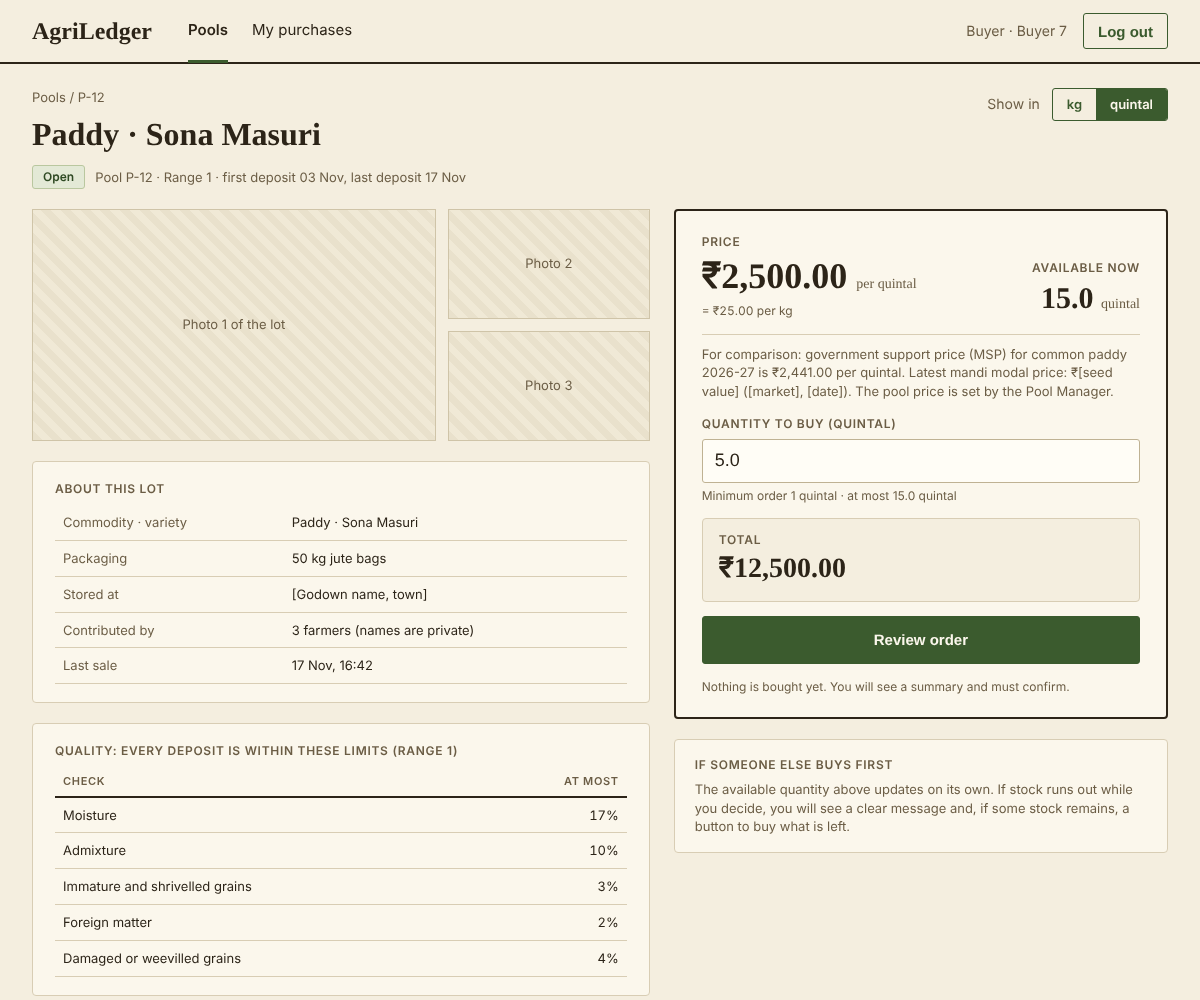 AgriLedger
Pools
My purchases
Buyer · Buyer 7
Log out
Pools / P-12
Show in
kg
quintal
Paddy · Sona Masuri
Open
Pool P-12 · Range 1 · first deposit 03 Nov, last deposit 17 Nov
Photo 1 of the lot
Photo 2
Photo 3
ABOUT THIS LOT
Commodity · variety Paddy · Sona Masuri
Packaging 50 kg jute bags
Stored at [Godown name, town]
Contributed by 3 farmers (names are private)
Last sale 17 Nov, 16:42
QUALITY: EVERY DEPOSIT IS WITHIN THESE LIMITS (RANGE 1)
CHECK AT MOST
Moisture 17%
Admixture 10%
Immature and shrivelled grains 3%
Foreign matter 2%
Damaged or weevilled grains 4%
PRICE
₹2,500.00 per quintal
= ₹25.00 per kg
AVAILABLE NOW
15.0 quintal
For comparison: government support price (MSP) for common paddy
2026-27 is ₹2,441.00 per quintal. Latest mandi modal price: ₹[seed
value] ([market], [date]). The pool price is set by the Pool Manager.
QUANTITY TO BUY (QUINTAL)
5.0
Minimum order 1 quintal · at most 15.0 quintal
TOTAL
₹12,500.00
Review order
Nothing is bought yet. You will see a summary and must confirm.
IF SOMEONE ELSE BUYS FIRST
The available quantity above updates on its own. If stock runs out while
you decide, you will see a clear message and, if some stock remains, a
button to buy what is left.